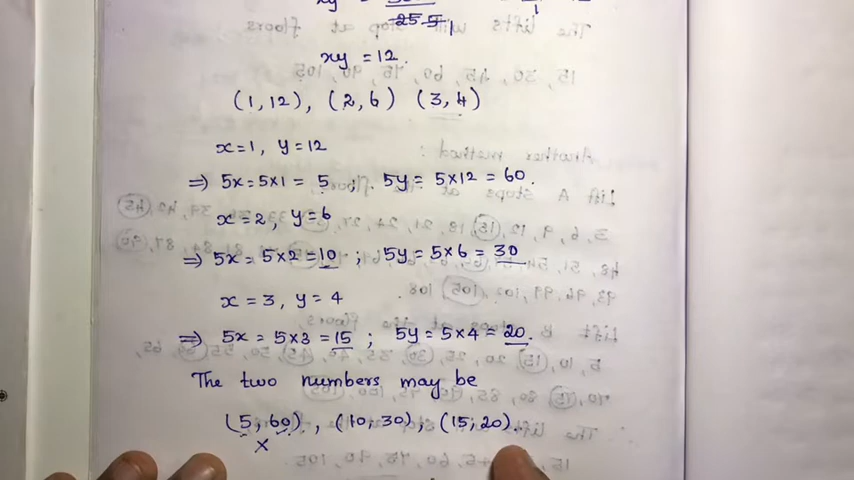 25 5
xy = 12.
(1, 12), (2, 6) (3, 4)
x=1, y=12
⇒ 5x = 5×1 = 5 ; 5y = 5×12 = 60.
x=2, y=6
⇒ 5x = 5×2 = 10 ; 5y = 5×6 = 30
x = 3, y = 4
⇒ 5x = 5×3 = 15 ; 5y = 5×4 = 20.
The two numbers may be
(5, 60), (10, 30), (15, 20).
x